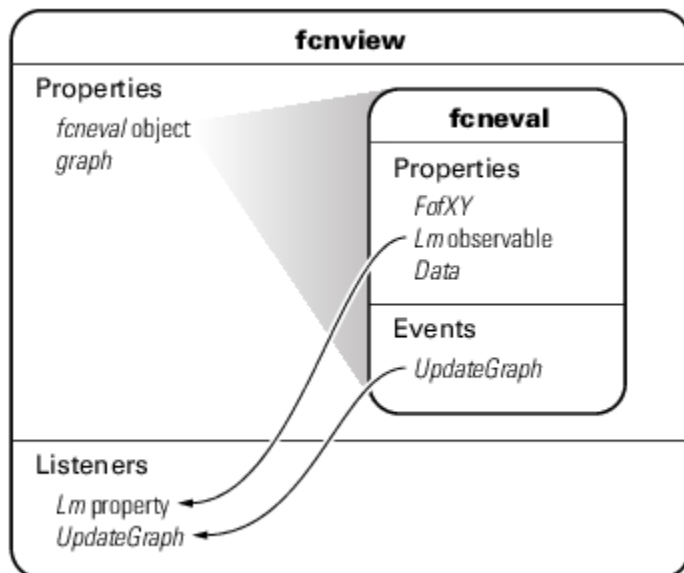 fcnview
Properties
fcneval object
graph
fcneval
Properties
FofXY
Lm observable
Data
Events
UpdateGraph
Listeners
Lm property
UpdateGraph